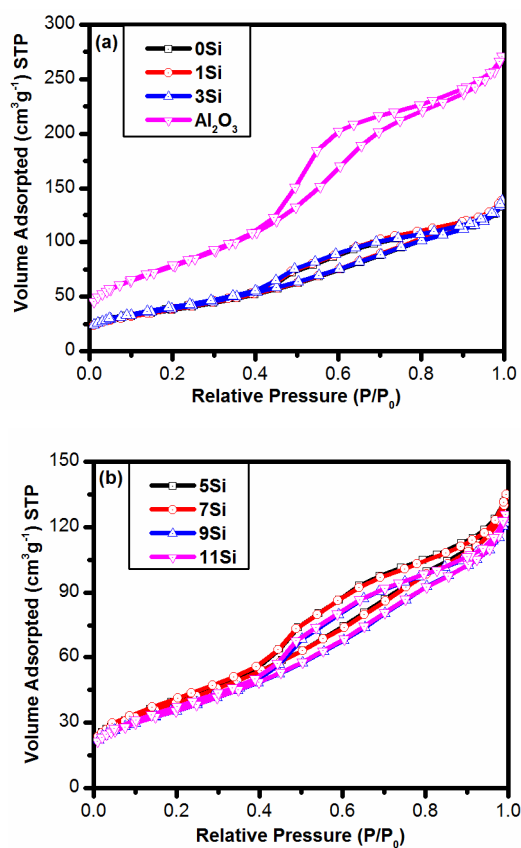 (a)
0Si
1Si
3Si
Al₂O₃
300
250
200
150
100
50
0
Volume Adsorpted (cm³g⁻¹) STP
0.0 0.2 0.4 0.6 0.8 1.0
Relative Pressure (P/P₀)
(b)
5Si
7Si
9Si
11Si
150
120
90
60
30
0
Volume Adsorpted (cm³g⁻¹) STP
0.0 0.2 0.4 0.6 0.8 1.0
Relative Pressure (P/P₀)